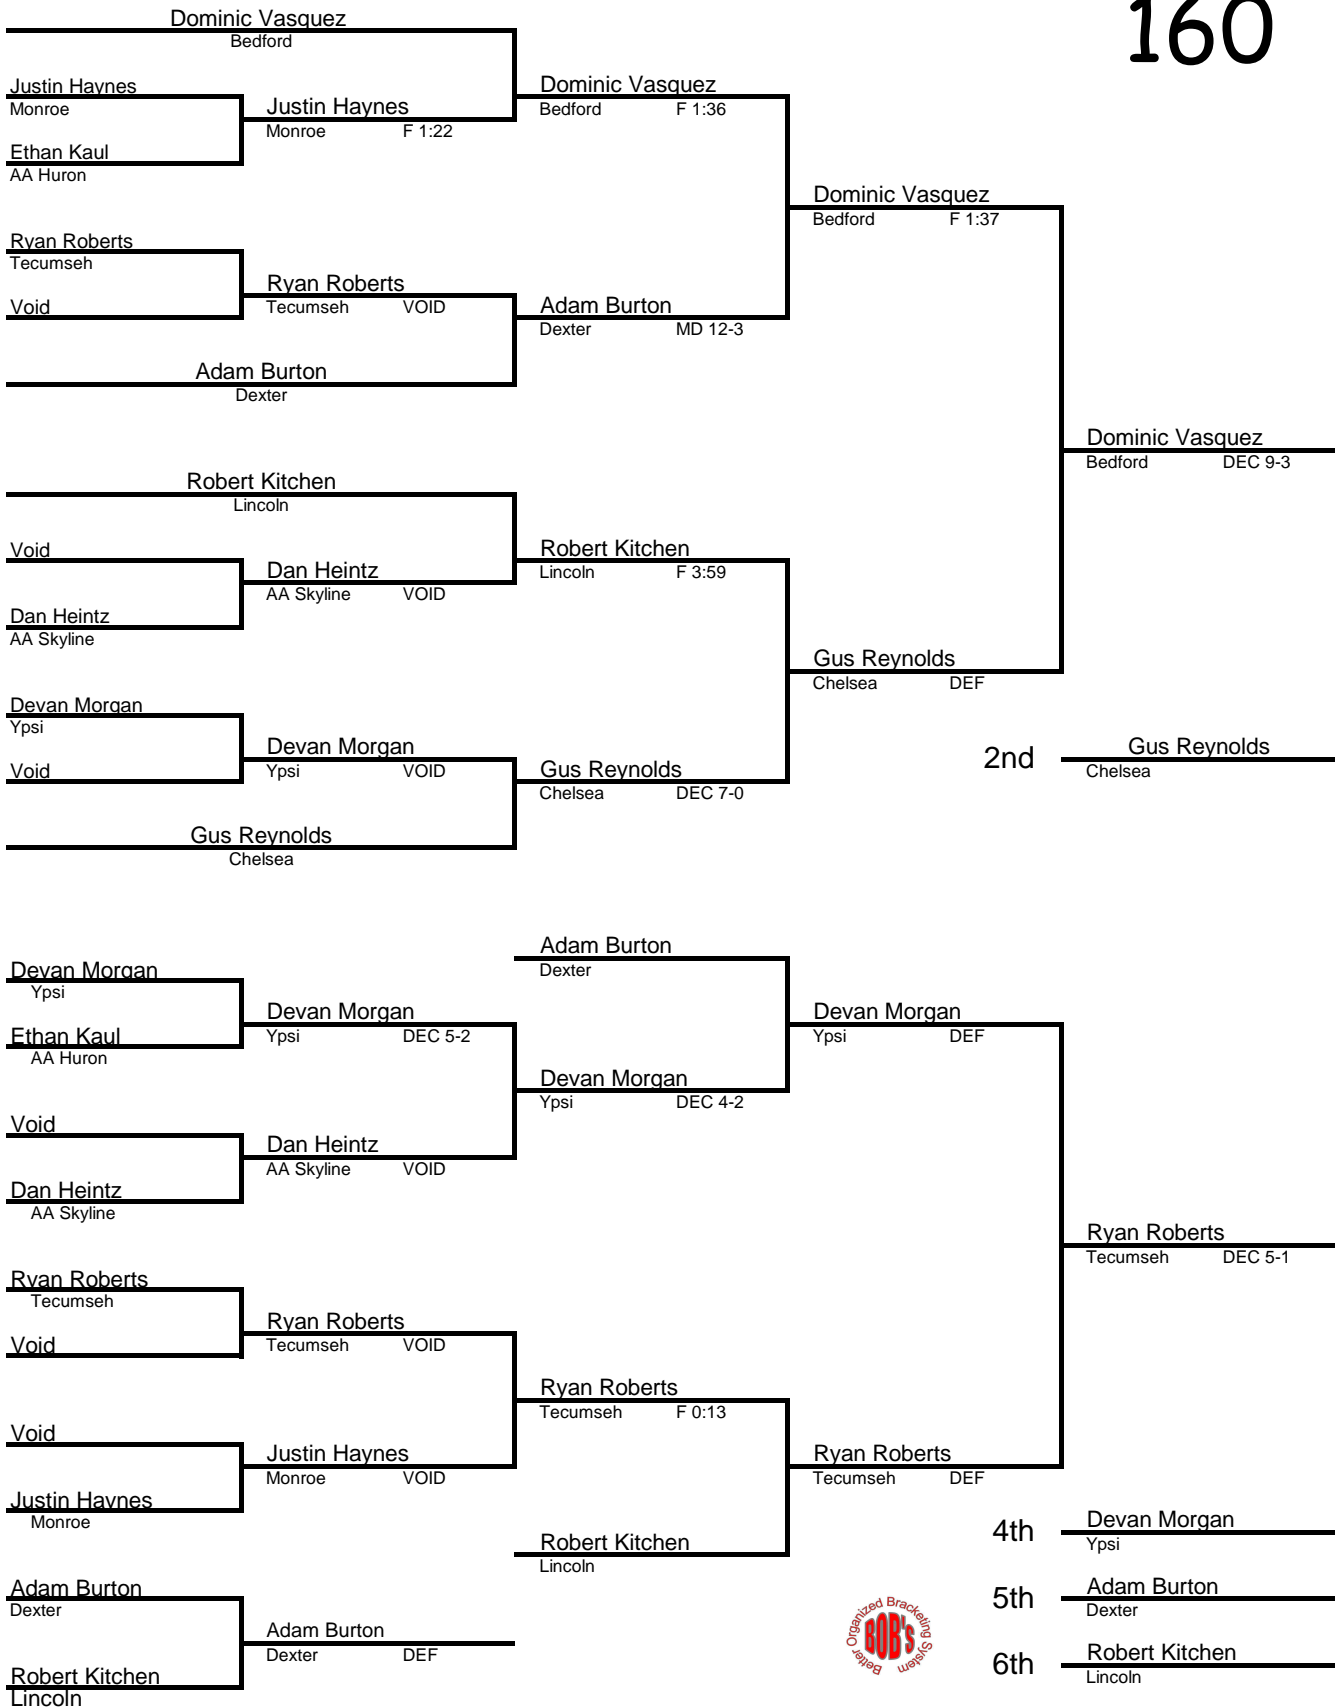 160
Dominic Vasquez
Bedford
Justin Haynes
Monroe
Ethan Kaul
AA Huron
Justin Haynes
Monroe F 1:22
Dominic Vasquez
Bedford F 1:36
Ryan Roberts
Tecumseh
Void
Ryan Roberts
Tecumseh VOID
Adam Burton
Dexter
Adam Burton
Dexter MD 12-3
Dominic Vasquez
Bedford F 1:37
Robert Kitchen
Lincoln
Void
Dan Heintz
AA Skyline
Dan Heintz
AA Skyline VOID
Robert Kitchen
Lincoln F 3:59
Devan Morgan
Ypsi
Void
Devan Morgan
Ypsi VOID
Gus Reynolds
Chelsea
Gus Reynolds
Chelsea DEC 7-0
Gus Reynolds
Chelsea DEF
Dominic Vasquez
Bedford DEC 9-3
2nd Gus Reynolds
Chelsea
Devan Morgan
Ypsi
Ethan Kaul
AA Huron
Devan Morgan
Ypsi DEC 5-2
Void
Dan Heintz
AA Skyline
Dan Heintz
AA Skyline VOID
Adam Burton
Dexter
Devan Morgan
Ypsi DEC 4-2
Devan Morgan
Ypsi DEF
Ryan Roberts
Tecumseh
Void
Ryan Roberts
Tecumseh VOID
Void
Justin Haynes
Monroe
Justin Haynes
Monroe VOID
Ryan Roberts
Tecumseh F 0:13
Robert Kitchen
Lincoln
Ryan Roberts
Tecumseh DEF
Ryan Roberts
Tecumseh DEC 5-1
Adam Burton
Dexter
Robert Kitchen
Lincoln
Adam Burton
Dexter DEF
4th Devan Morgan
Ypsi
5th Adam Burton
Dexter
6th Robert Kitchen
Lincoln
Better Organized Bracketing System
BOB'S